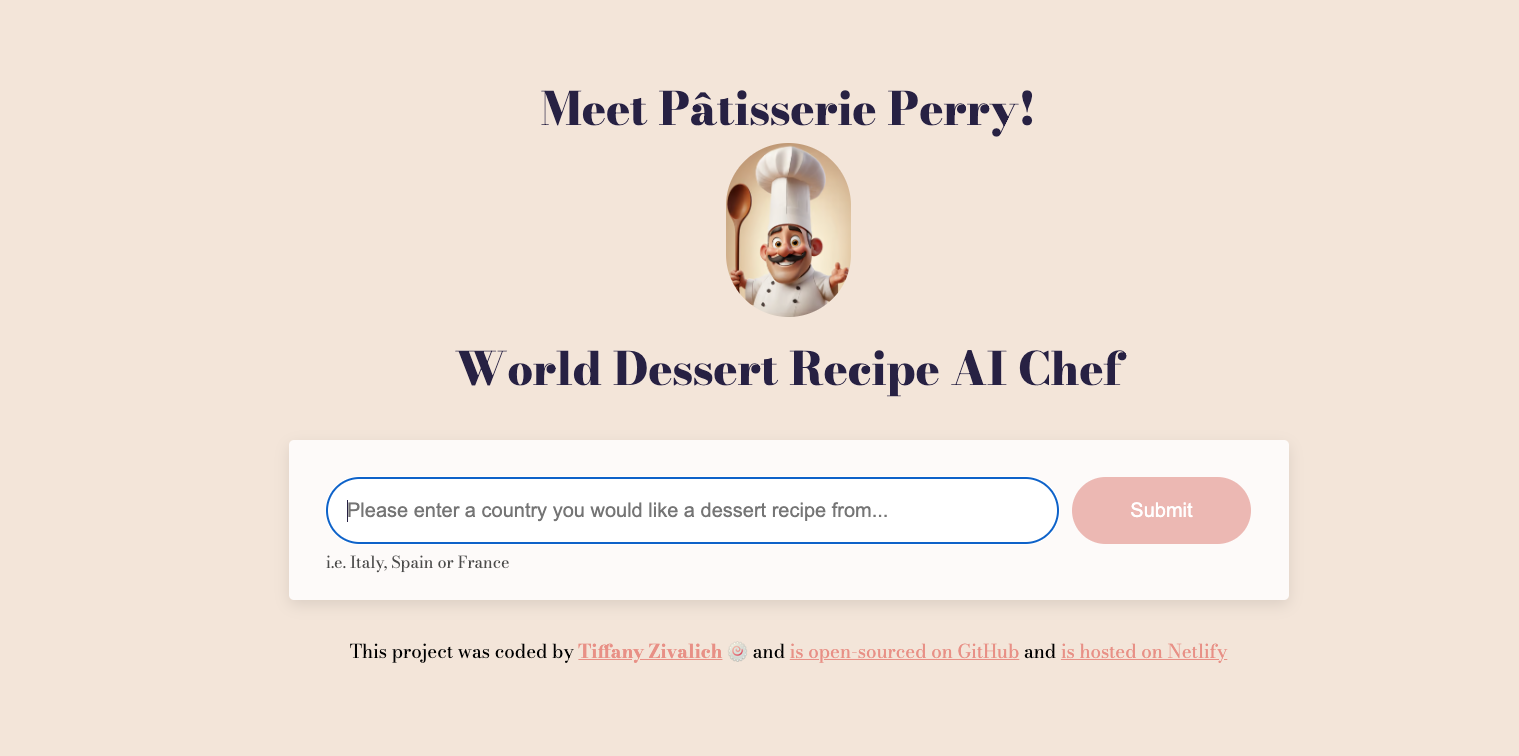 Meet Pâtisserie Perry!
World Dessert Recipe AI Chef
Please enter a country you would like a dessert recipe from...
Submit
i.e. Italy, Spain or France
This project was coded by Tiffany Zivalich 🍥 and is open-sourced on GitHub and is hosted on Netlify